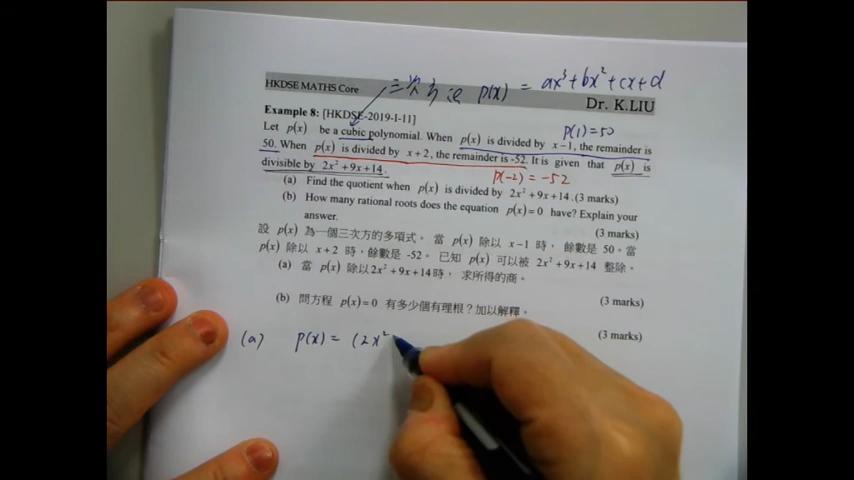 三次多項 p(x) = ax³+bx²+cx+d
HKDSE MATHS Core
Dr. K.LIU
Example 8: [HKDSE-2019-I-11]
p(1)=50
Let p(x) be a cubic polynomial. When p(x) is divided by x−1, the remainder is
50. When p(x) is divided by x+2, the remainder is -52. It is given that p(x) is
divisible by 2x²+9x+14.
p(-2) = -52
(a) Find the quotient when p(x) is divided by 2x²+9x+14. (3 marks)
(b) How many rational roots does the equation p(x)=0 have? Explain your
answer. (3 marks)
設 p(x) 為一個三次方的多項式。當 p(x) 除以 x−1 時，餘數是 50。當
p(x) 除以 x+2 時，餘數是 -52。已知 p(x) 可以被 2x²+9x+14 整除。
(a) 當 p(x) 除以 2x²+9x+14 時，求所得的商。
(3 marks)
(b) 問方程 p(x)=0 有多少個有理根？加以解釋。
(3 marks)
(a) p(x) = (2x²